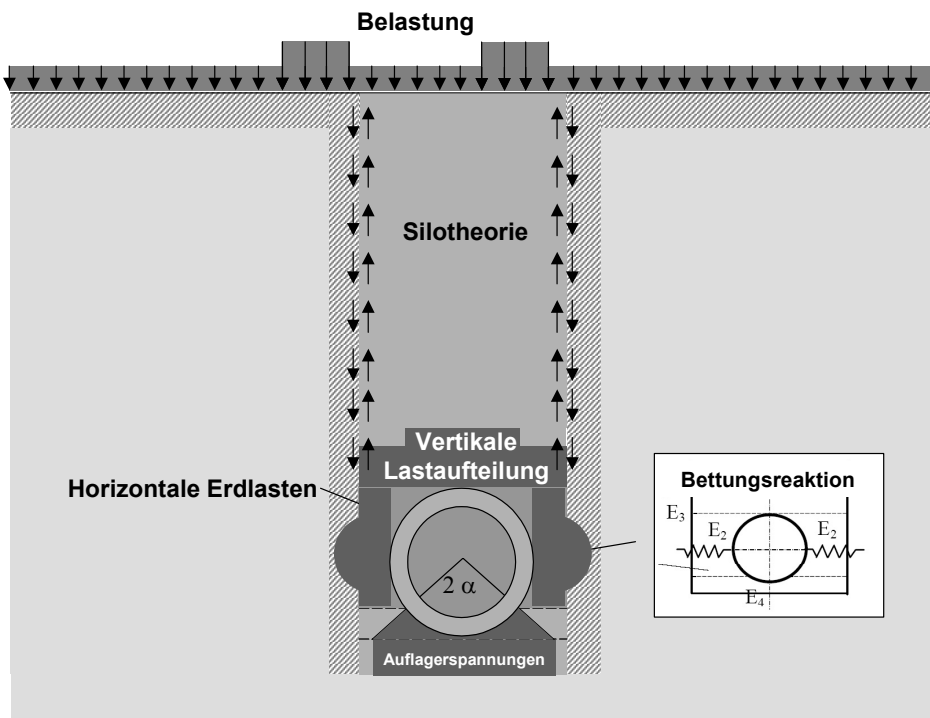 Belastung
Silotheorie
Vertikale
Lastaufteilung
Horizontale Erdlasten
Bettungsreaktion
E3
E2
E2
E4
2 α
Auflagerspannungen